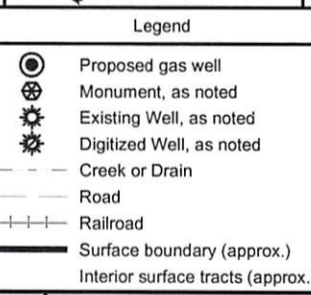 Legend
Proposed gas well
Monument, as noted
Existing Well, as noted
Digitized Well, as noted
Creek or Drain
Road
Railroad
Surface boundary (approx.)
Interior surface tracts (approx.